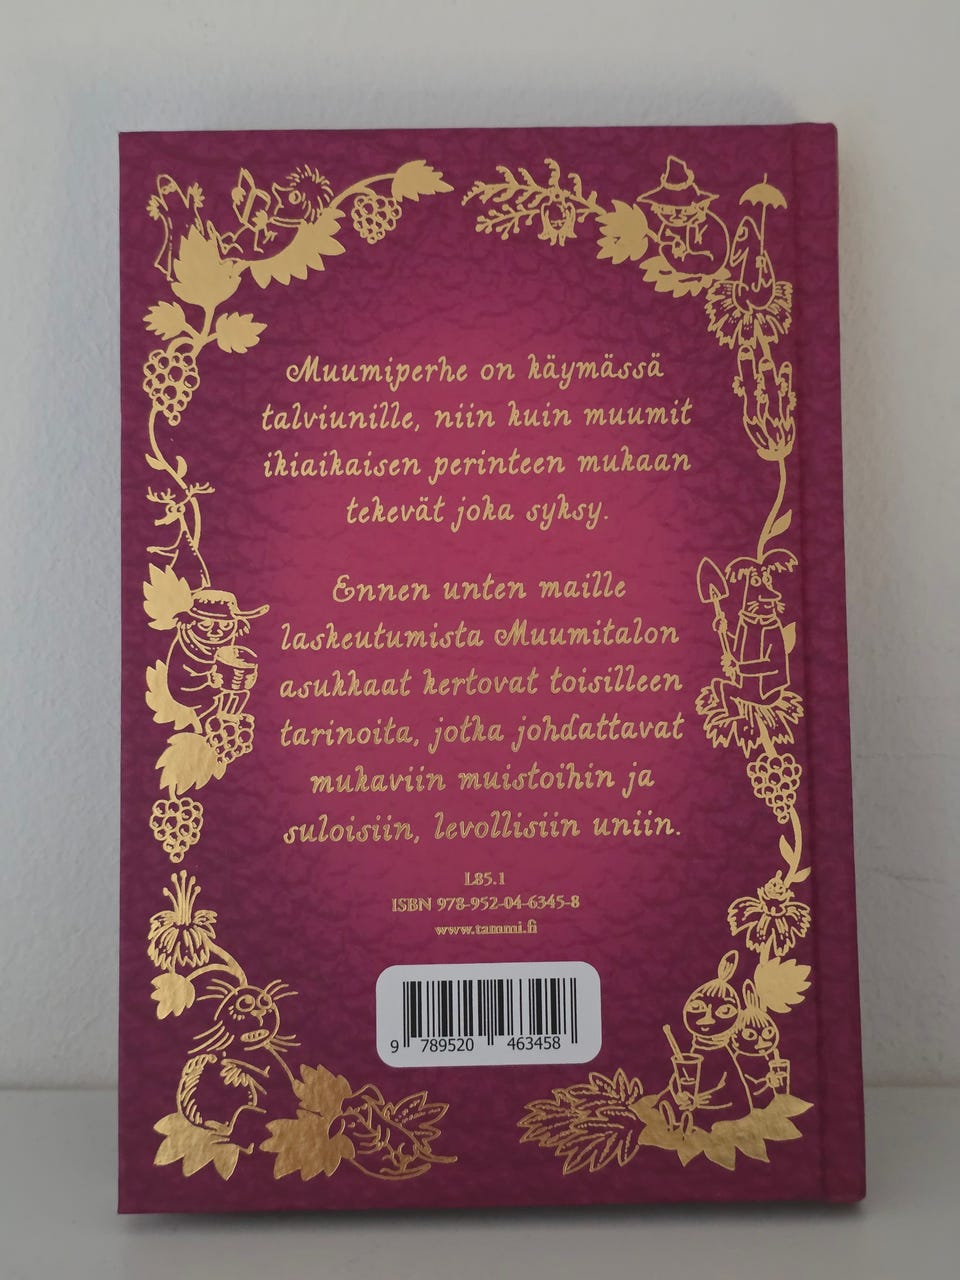 Muumiperhe on käymässä
talviunille, niin kuin muumit
ikiaikaisen perinteen mukaan
tekevät joka syksy.
Ennen unten maille
laskeutumista Muumitalon
asukkaat kertovat toisilleen
tarinoita, jotka johdattavat
mukaviin muistoihin ja
suloisiin, levollisiin uniin.
L85.1
ISBN 978-952-04-6345-8
www.tammi.fi
9 789520 463458